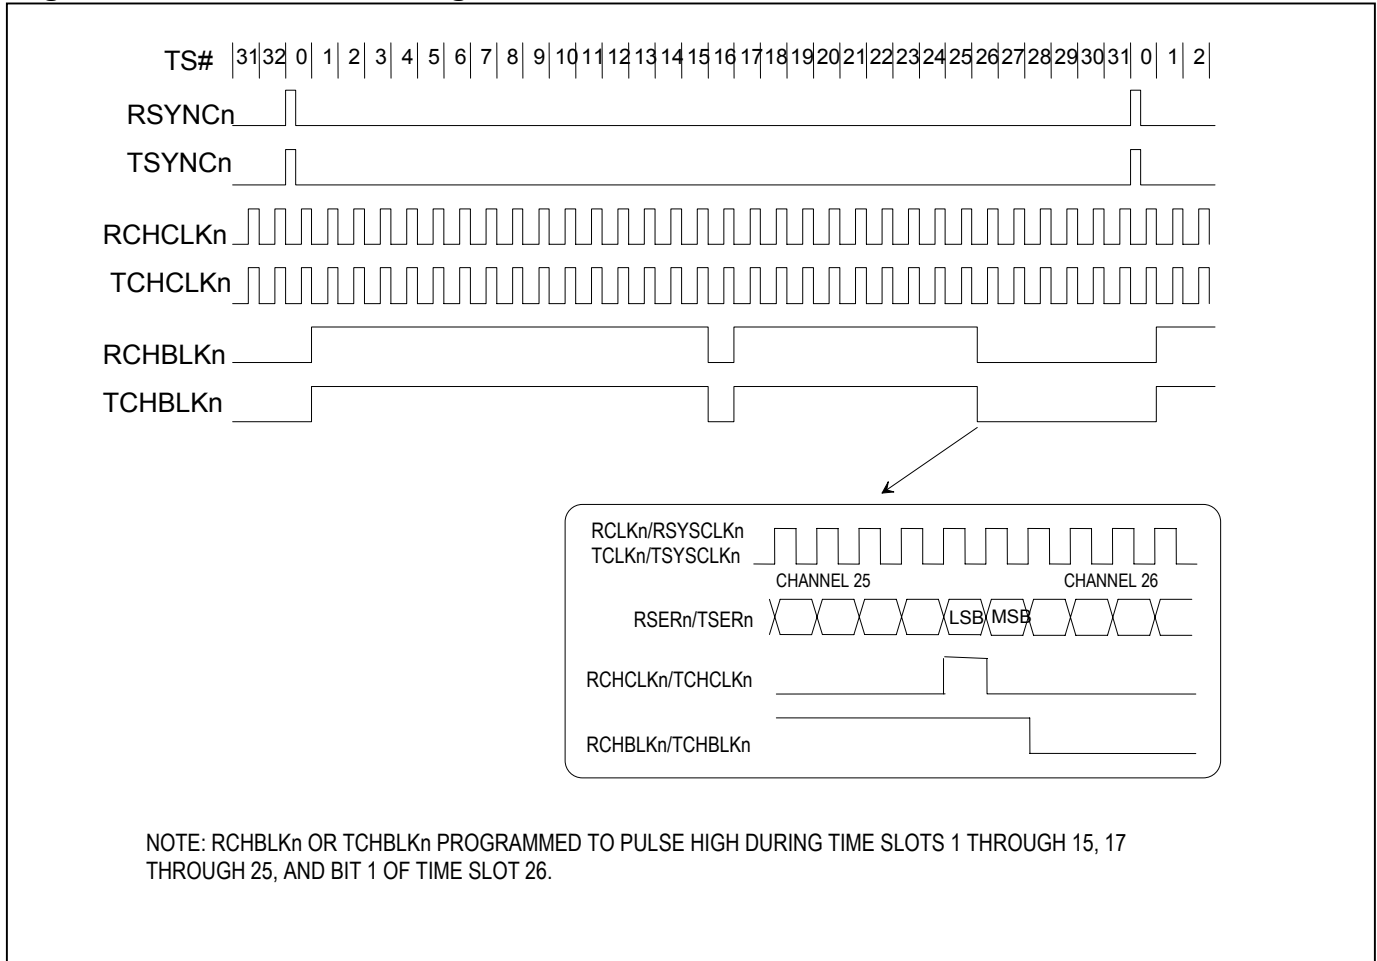 TS# 31 32 0 1 2 3 4 5 6 7 8 9 10 11 12 13 14 15 16 17 18 19 20 21 22 23 24 25 26 27 28 29 30 31 0 1 2
RSYNCn
TSYNCn
RCHCLKn
TCHCLKn
RCHBLKn
TCHBLKn
RCLKn/RSYSCLKn
TCLKn/TSYSCLKn
CHANNEL 25 CHANNEL 26
RSERn/TSERn LSB MSB
RCHCLKn/TCHCLKn
RCHBLKn/TCHBLKn
NOTE: RCHBLKn OR TCHBLKn PROGRAMMED TO PULSE HIGH DURING TIME SLOTS 1 THROUGH 15, 17
THROUGH 25, AND BIT 1 OF TIME SLOT 26.